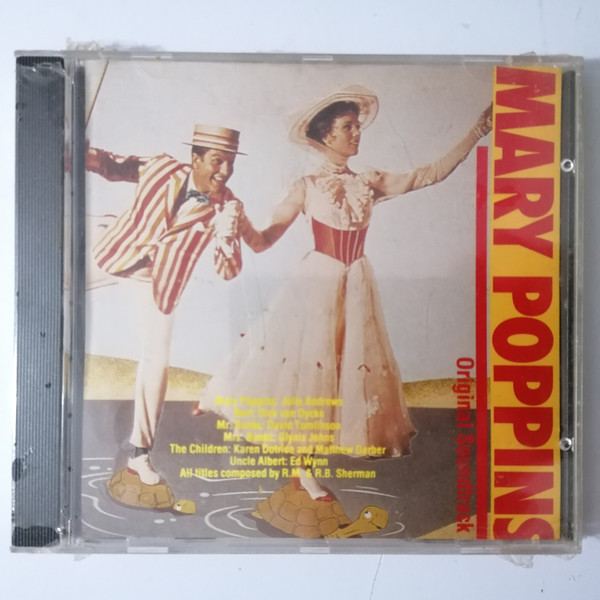 MARY POPPINS
Original Soundtrack
Mary Poppins: Julie Andrews
Bert: Dick van Dycke
Mr. Banks: David Tomlinson
Mrs. Banks: Glynis Johns
The Children: Karen Dotrice and Matthew Garber
Uncle Albert: Ed Wynn
All titles composed by R.M. & R.B. Sherman